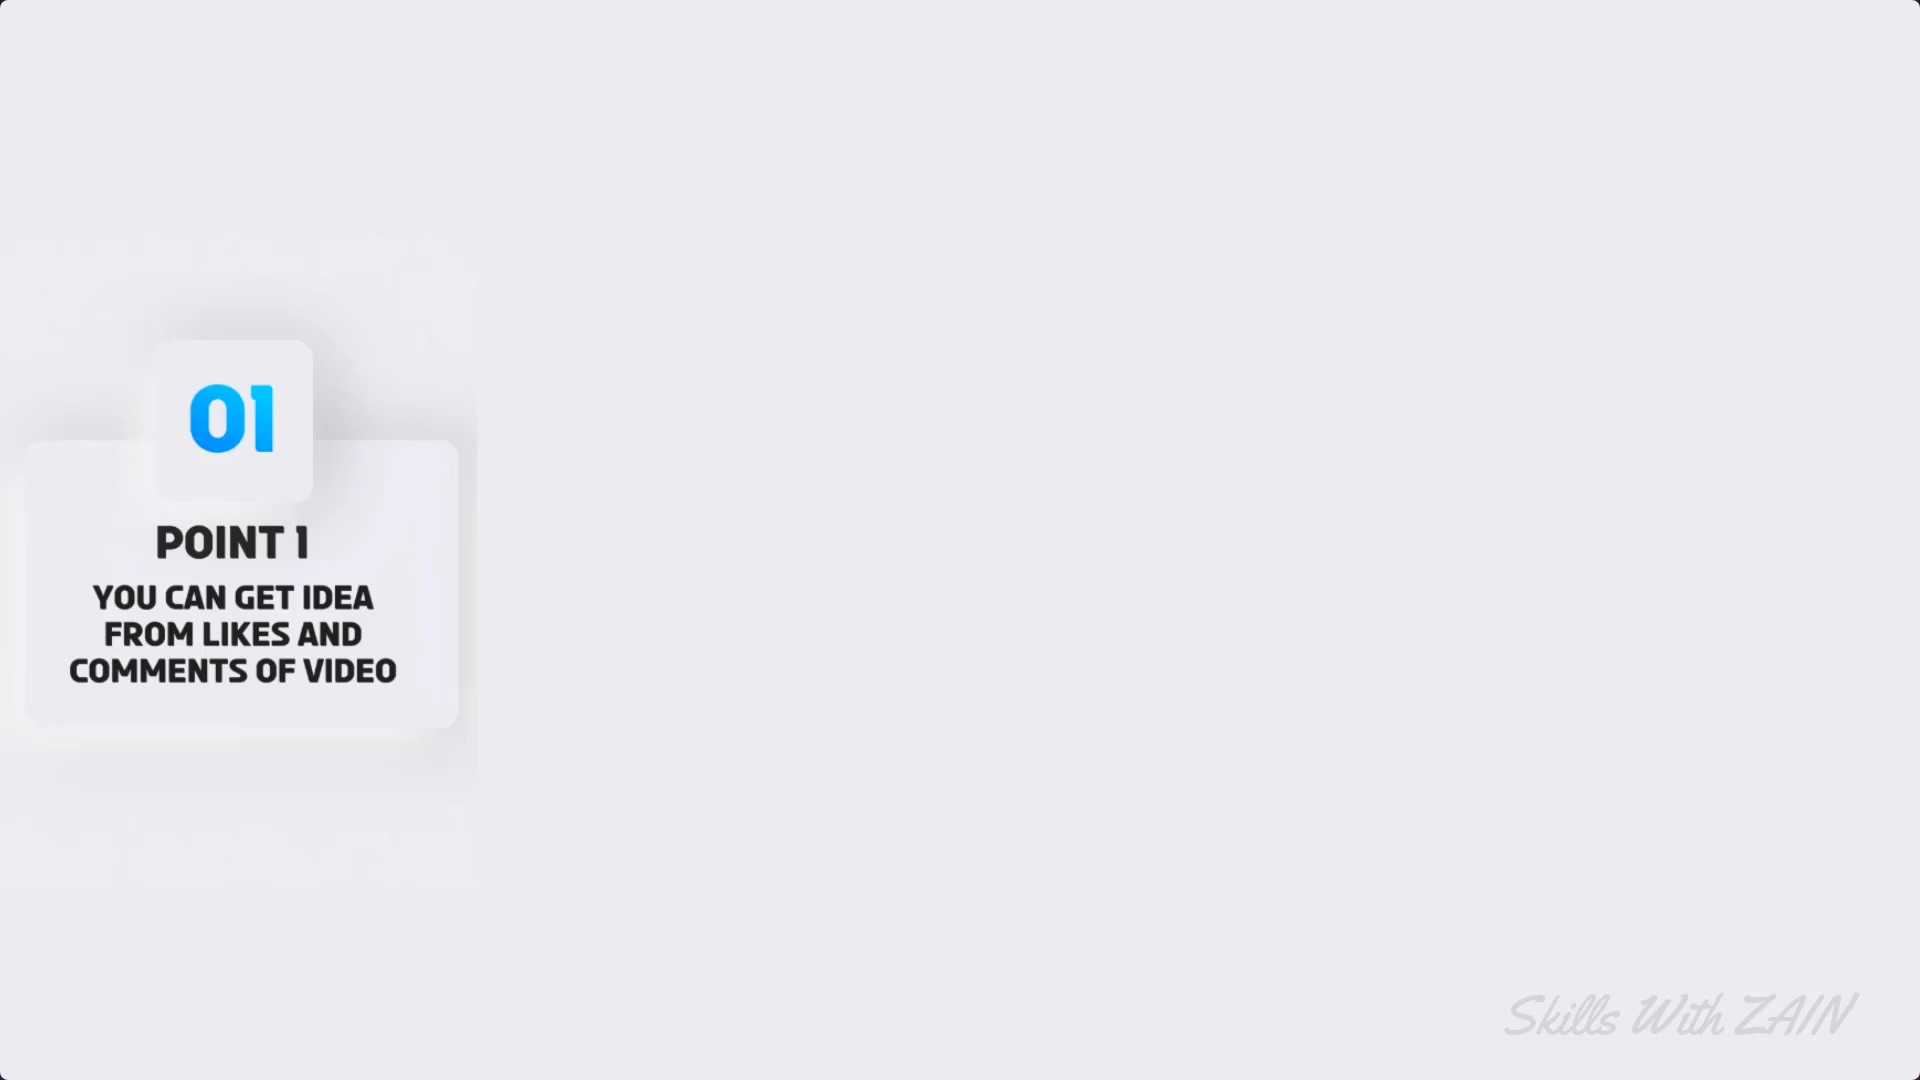 01
POINT 1
YOU CAN GET IDEA
FROM LIKES AND
COMMENTS OF VIDEO
Skills With ZAIN